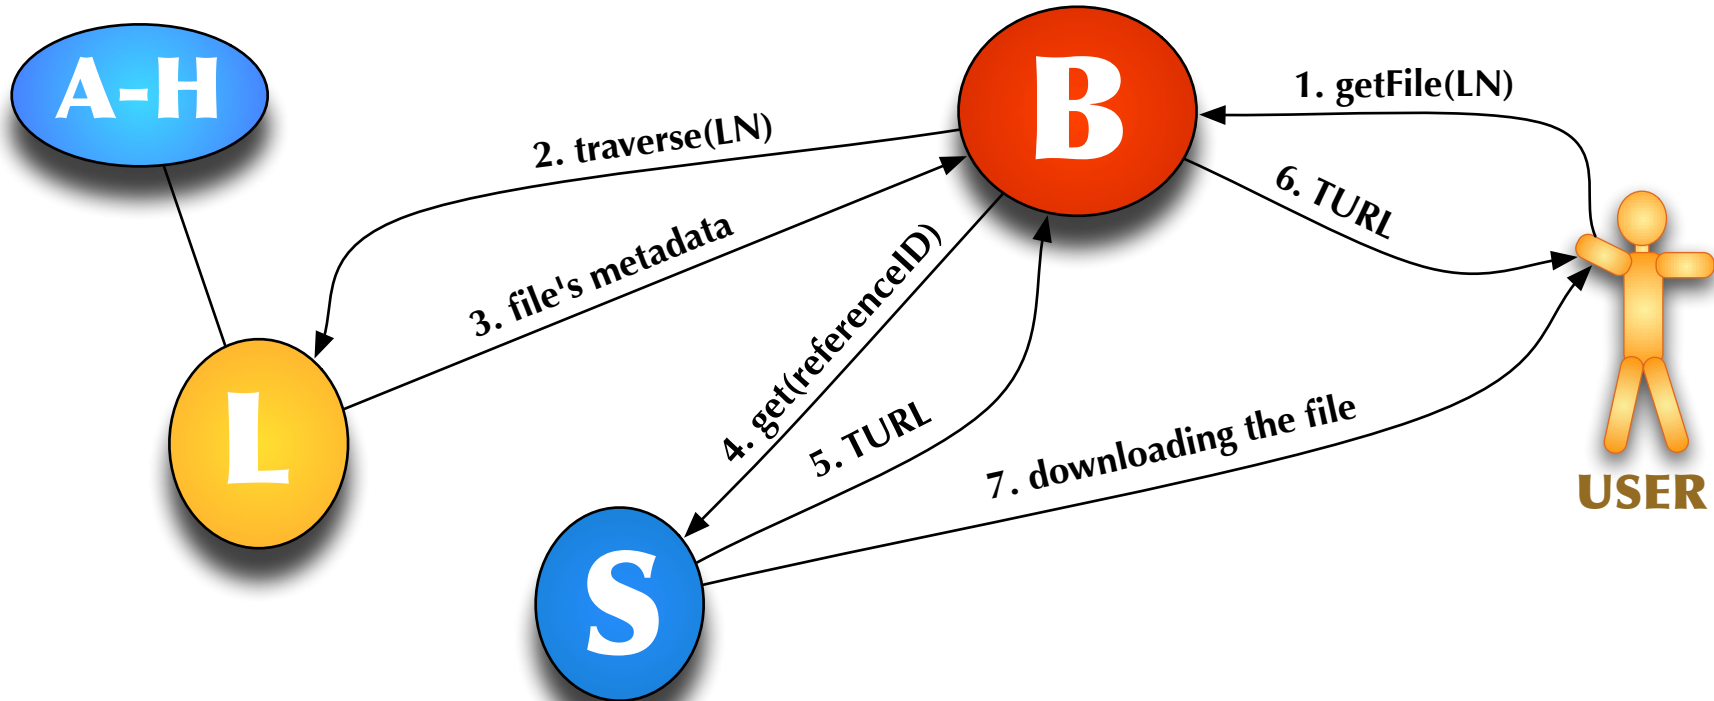 A-H
B
1. getFile(LN)
2. traverse(LN)
6. TURL
3. file's metadata
4. get(referenceID)
L
5. TURL
7. downloading the file
USER
S